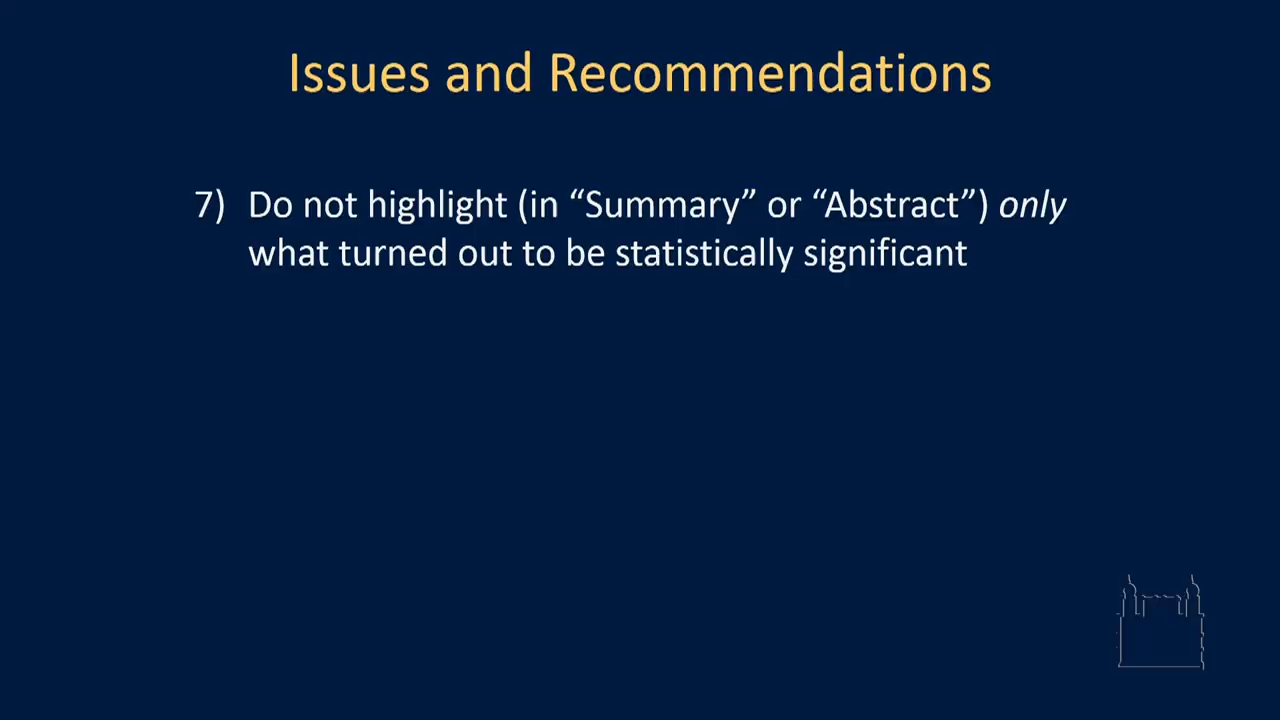 Issues and Recommendations
7) Do not highlight (in “Summary” or “Abstract”) only
what turned out to be statistically significant